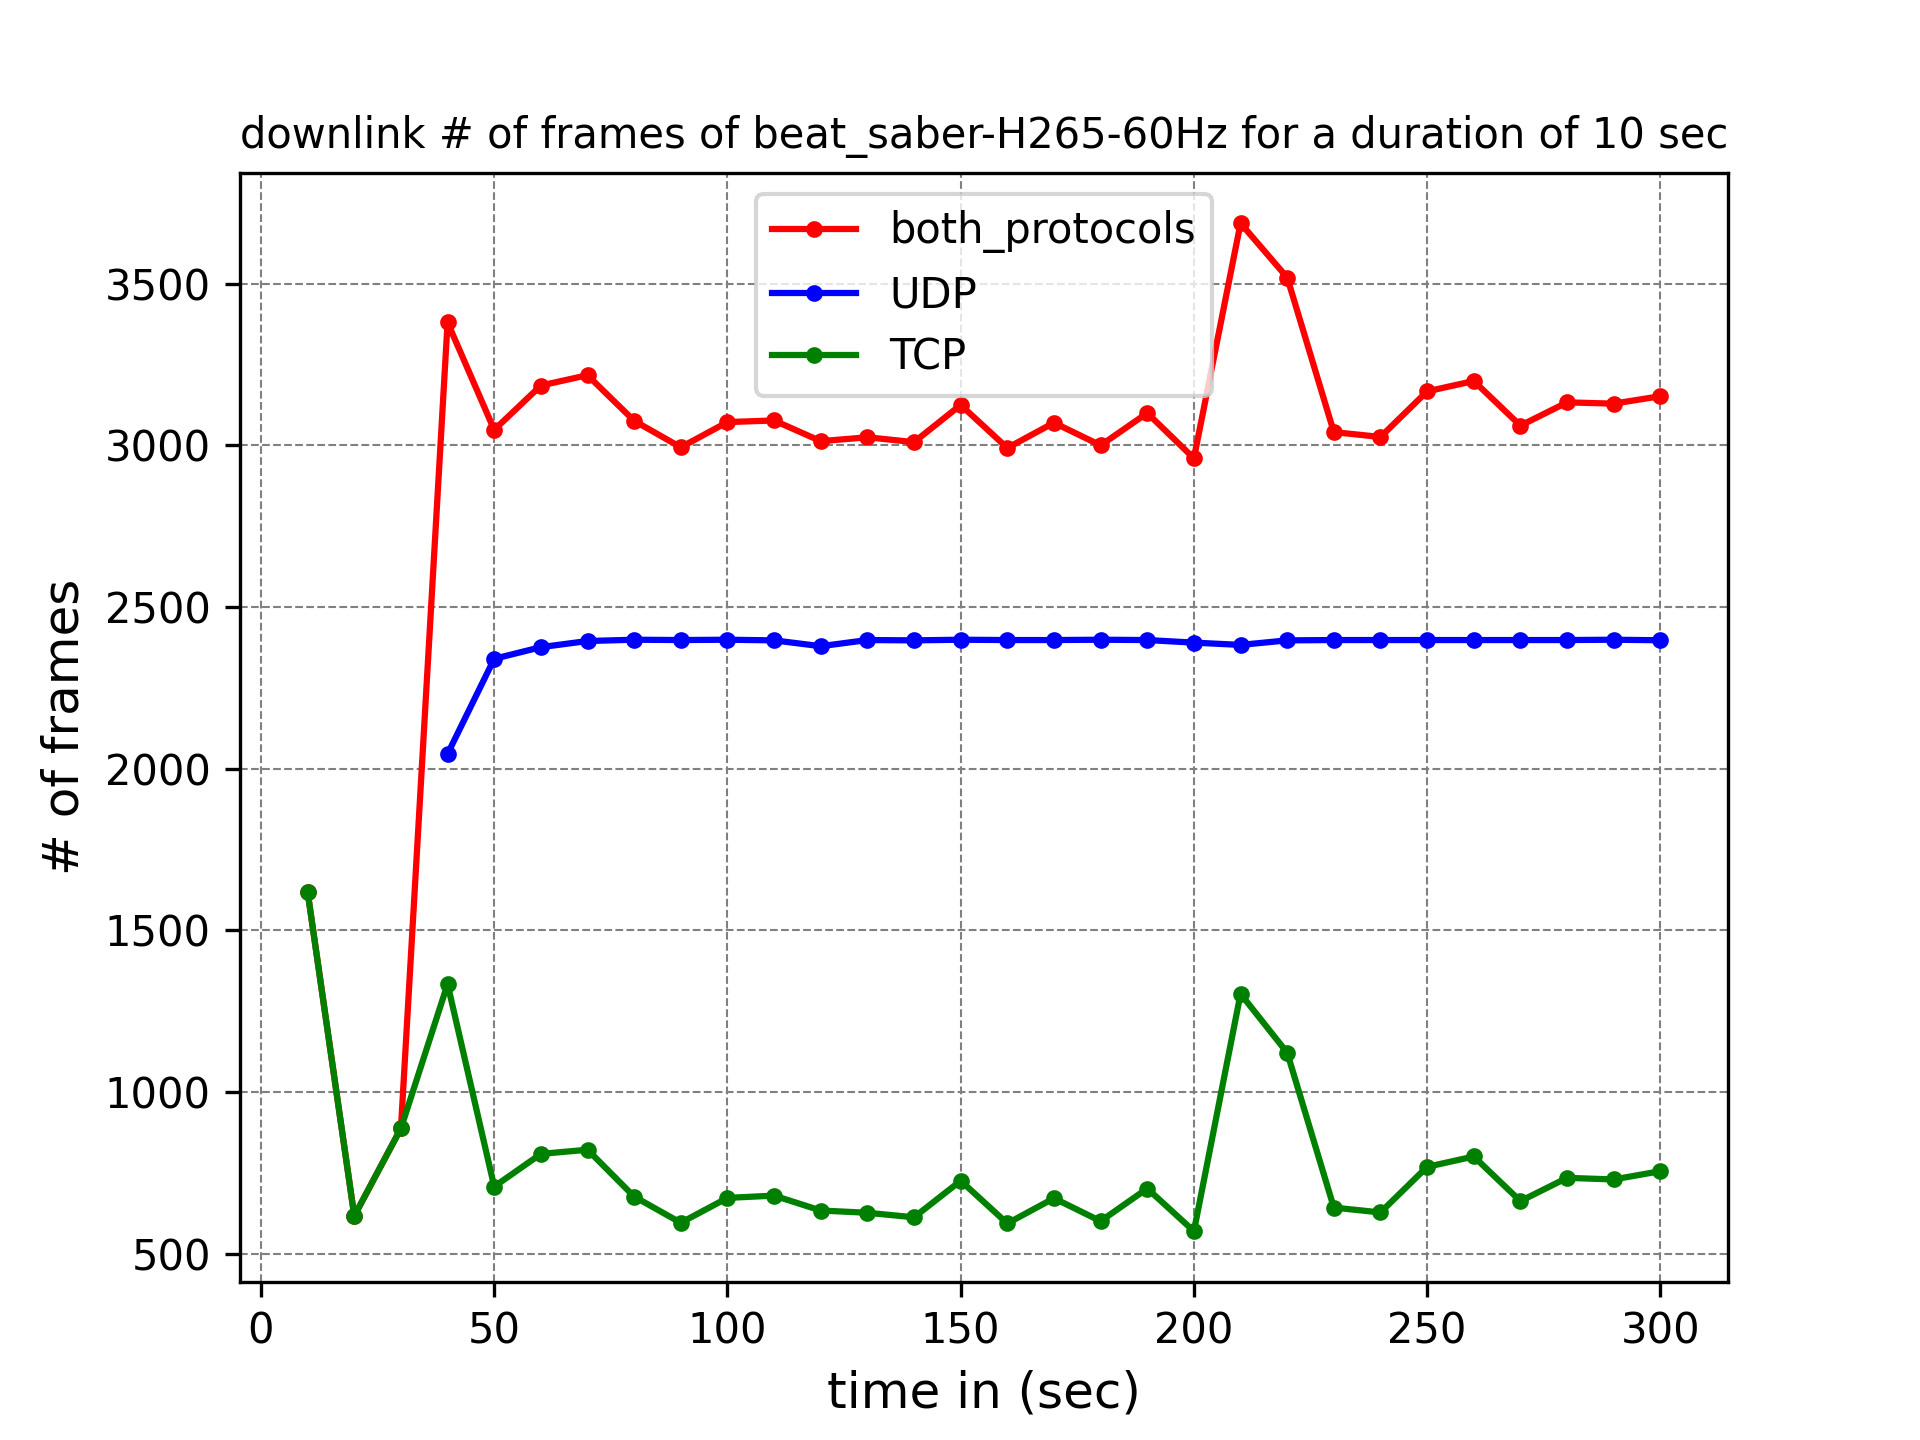 downlink # of frames of beat_saber-H265-60Hz for a duration of 10 sec
both_protocols
UDP
TCP
3500
3000
2500
2000
1500
1000
500
# of frames
0 50 100 150 200 250 300
time in (sec)